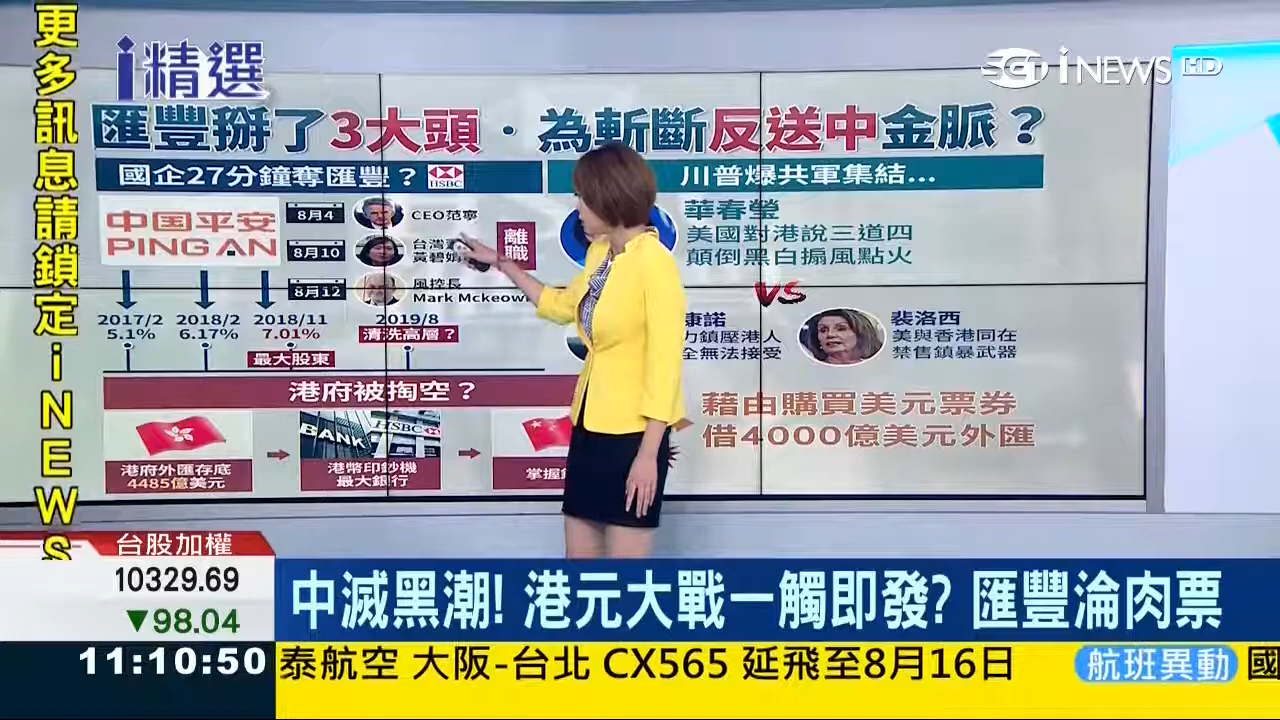 更多訊息請鎖定iNEWS
i精選
SET iNEWS HD
匯豐掰了3大頭．為斬斷反送中金脈？
國企27分鐘奪匯豐？
HSBC
川普爆共軍集結...
中国平安
PING AN
8月4
CEO范寧
8月10
台灣
黃碧娟
離職
8月12
風控長
Mark Mckeow
2017/2
5.1%
2018/2
6.17%
2018/11
7.01%
2019/8
清洗高層？
最大股東
華春瑩
美國對港說三道四
顛倒黑白搧風點火
VS
康諾
力鎮壓港人
全無法接受
裴洛西
美與香港同在
禁售鎮暴武器
港府被掏空？
BANK
HSBC
港府外匯存底
4485億美元
港幣印鈔機
最大銀行
掌握
藉由購買美元票券
借4000億美元外匯
台股加權
10329.69
▼98.04
中滅黑潮! 港元大戰一觸即發? 匯豐淪肉票
11:10:50
泰航空 大阪-台北 CX565 延飛至8月16日
航班異動
國